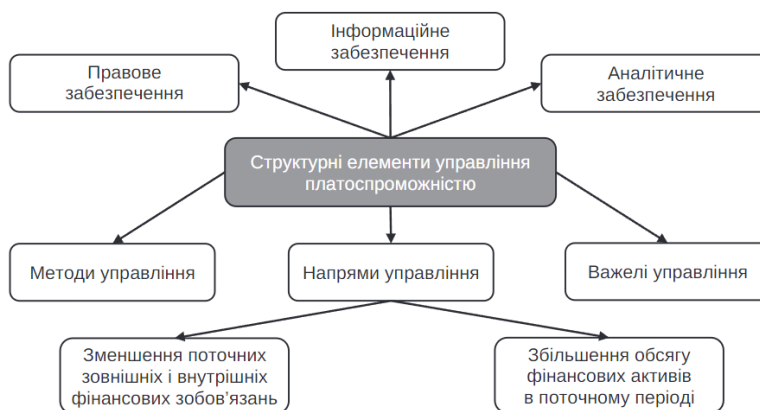 Інформаційне
забезпечення
Правове
забезпечення
Аналітичне
забезпечення
Структурні елементи управління
платоспроможністю
Методи управління
Напрями управління
Важелі управління
Зменшення поточних
зовнішніх і внутрішніх
фінансових зобов’язань
Збільшення обсягу
фінансових активів
в поточному періоді